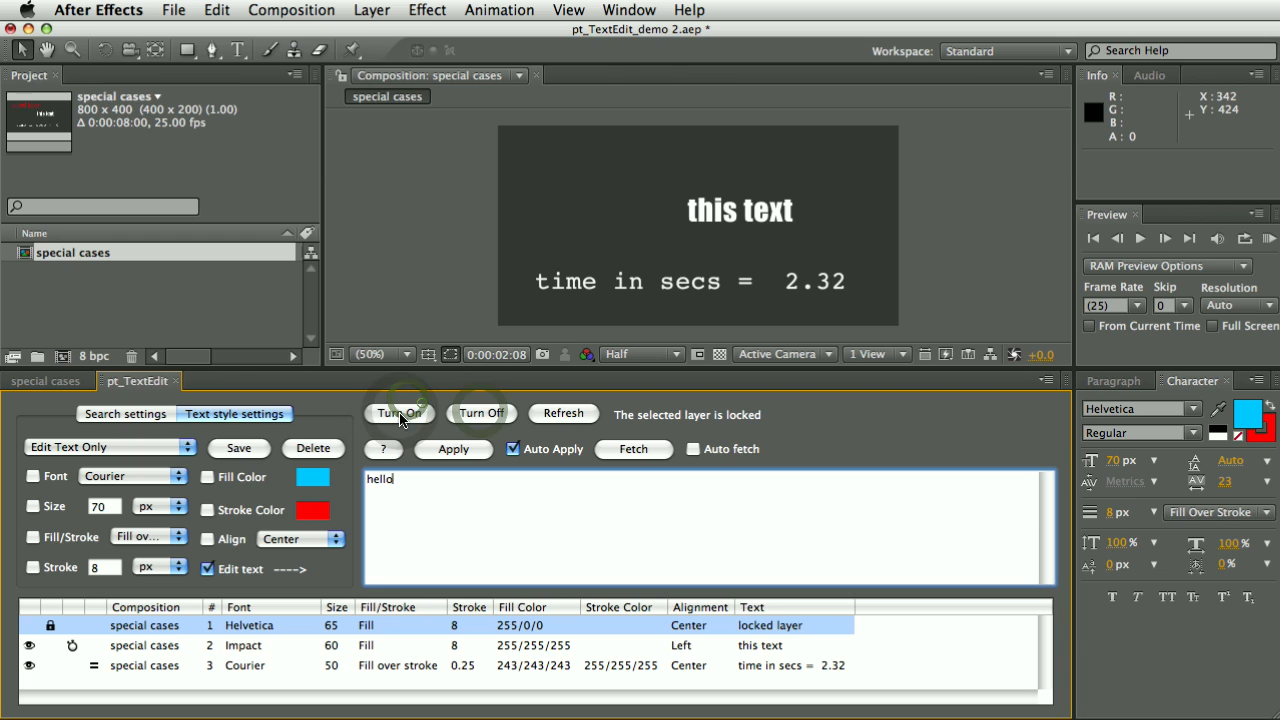 After Effects File Edit Composition Layer Effect Animation View Window Help
pt_TextEdit_demo 2.aep *
Workspace: Standard Search Help
Project
special cases
800 x 400 (400 x 200) (1.00)
Δ 0:00:08:00, 25.00 fps
Name
special cases
8 bpc
Composition: special cases
special cases
this text
time in secs = 2.32
(50%) 0:00:02:08 Half Active Camera 1 View +0.0
Info Audio
R: X:342
G: Y:424
B:
A: 0
Preview
RAM Preview Options
Frame Rate Skip Resolution
(25) 0 Auto
From Current Time Full Screen
special cases pt_TextEdit
Search settings Text style settings
Edit Text Only Save Delete
Font Courier Fill Color
Size 70 px Stroke Color
Fill/Stroke Fill ov... Align Center
Stroke 8 px Edit text ---->
Turn On Turn Off Refresh The selected layer is locked
? Apply Auto Apply Fetch Auto fetch
hello
Composition # Font Size Fill/Stroke Stroke Fill Color Stroke Color Alignment Text
special cases 1 Helvetica 65 Fill 8 255/0/0 Center locked layer
special cases 2 Impact 60 Fill 8 255/255/255 Left this text
= special cases 3 Courier 50 Fill over stroke 0.25 243/243/243 255/255/255 Center time in secs = 2.32
Paragraph Character
Helvetica
Regular
70 px Auto
Metrics 23
8 px Fill Over Stroke
100 % 100 %
0 px 0 %
T T TT Tr T¹ T₁